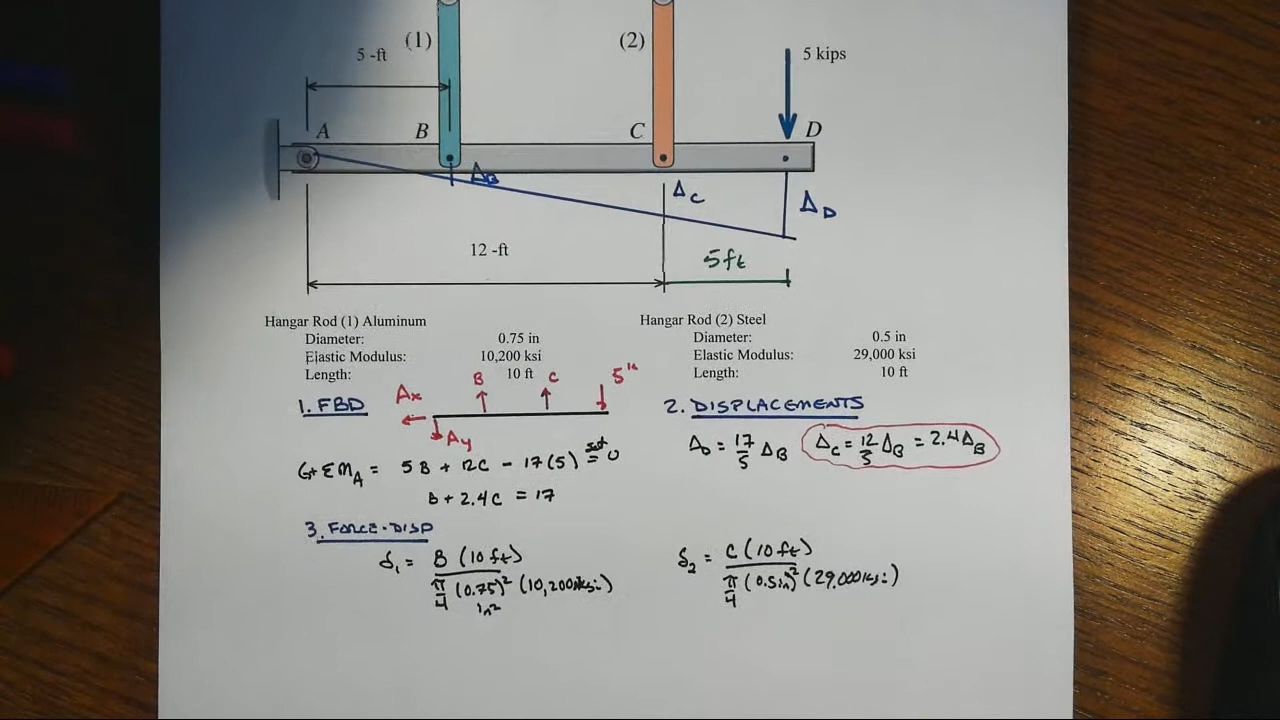 (1)
(2)
5 -ft
5 kips
A
B
C
D
ΔB
ΔC
ΔD
12 -ft
5ft
Hangar Rod (1) Aluminum
Diameter: 0.75 in
Elastic Modulus: 10,200 ksi
Length: 10 ft
Hangar Rod (2) Steel
Diameter: 0.5 in
Elastic Modulus: 29,000 ksi
Length: 10 ft
1. FBD
Ax
Ay
B
C
5ᵏ
ΣM_A = 5B + 12C - 17(5) set = 0
B + 2.4C = 17
2. DISPLACEMENTS
ΔD = 17/5 ΔB
ΔC = 12/5 ΔB = 2.4ΔB
3. FORCE-DISP
δ₁ = B (10 ft) / π/4 (0.75)² in² (10,200ksi)
δ₂ = C (10 ft) / π/4 (0.5in)² (29,000ksi)